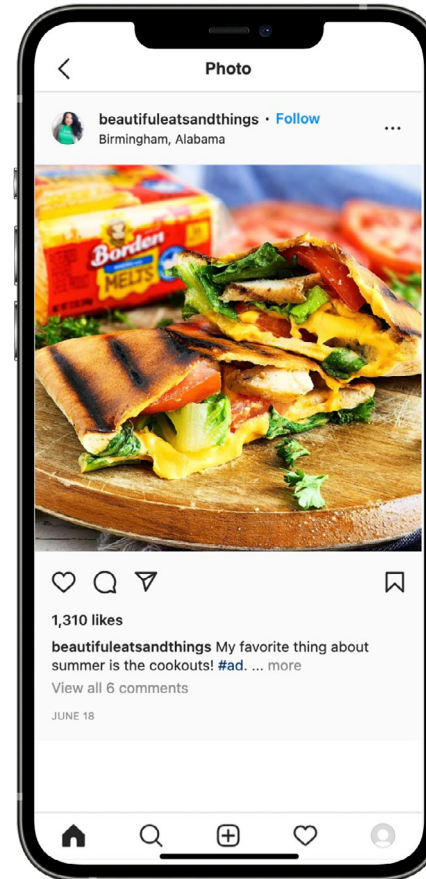 Photo
beautifuleatsandthings • Follow
Birmingham, Alabama
...
Borden
MELTS
1,310 likes
beautifuleatsandthings My favorite thing about
summer is the cookouts! #ad. ... more
View all 6 comments
JUNE 18